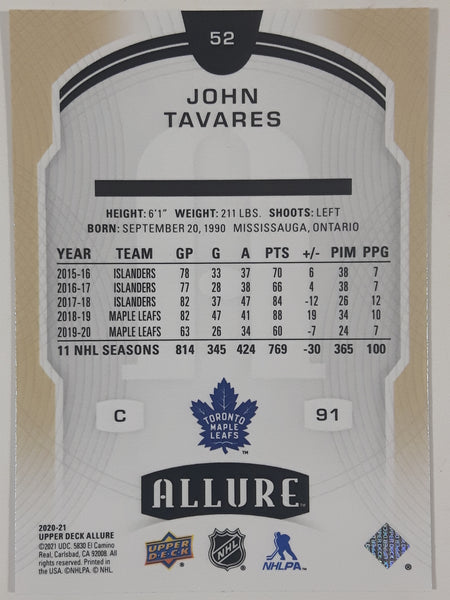 52
JOHN
TAVARES
HEIGHT: 6'1" WEIGHT: 211 LBS. SHOOTS: LEFT
BORN: SEPTEMBER 20, 1990 MISSISSAUGA, ONTARIO
YEAR TEAM GP G A PTS +/- PIM PPG
2015-16 ISLANDERS 78 33 37 70 6 38 7
2016-17 ISLANDERS 77 28 38 66 4 38 7
2017-18 ISLANDERS 82 37 47 84 -12 26 12
2018-19 MAPLE LEAFS 82 47 41 88 19 34 10
2019-20 MAPLE LEAFS 63 26 34 60 -7 24 7
11 NHL SEASONS 814 345 424 769 -30 365 100
C
TORONTO
MAPLE
LEAFS
TM
91
ALLURE
TM
2020-21
UPPER DECK ALLURE
©2021 UDC. 5830 El Camino
Real, Carlsbad, CA 92008. All
rights reserved. Printed in
the USA. ©NHLPA. © NHL.
UPPER
DECK
NHL
NHLPA
®